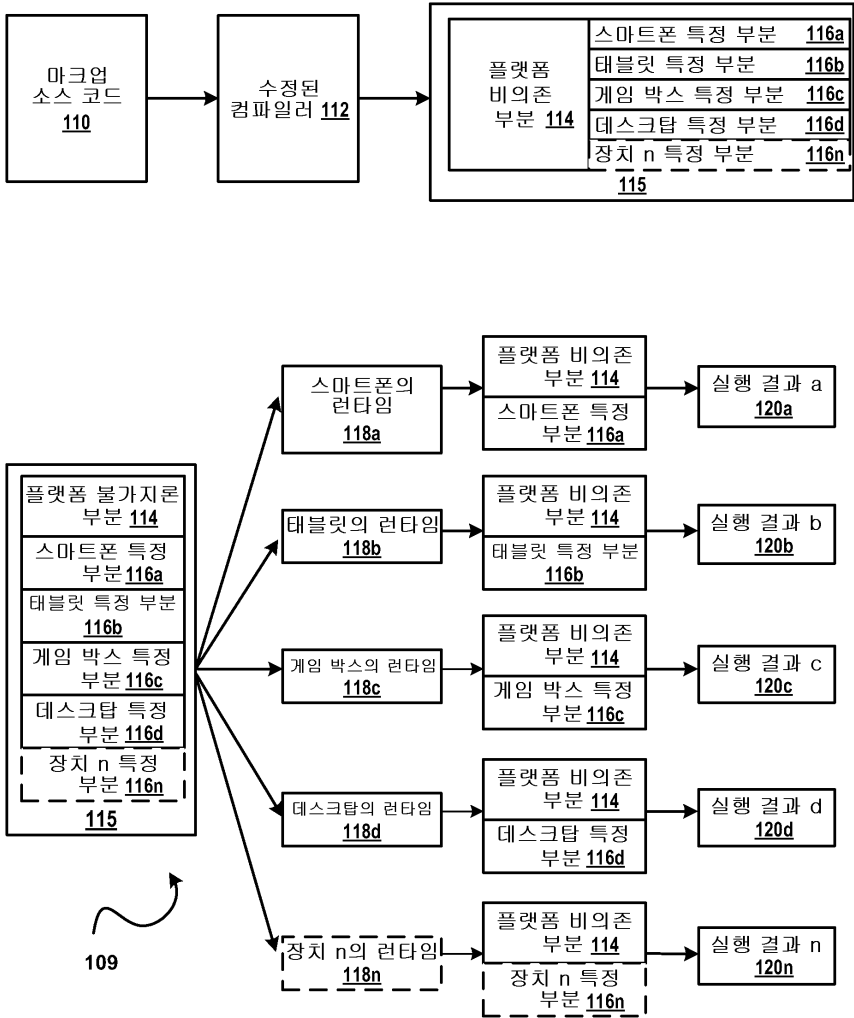 마크업
소스 코드
110
수정된
컴파일러 112
플랫폼
비의존
부분 114
스마트폰 특정 부분 116a
태블릿 특정 부분 116b
게임 박스 특정 부분 116c
데스크탑 특정 부분 116d
장치 n 특정 부분 116n
115
플랫폼 불가지론
부분 114
스마트폰 특정
부분 116a
태블릿 특정 부분
116b
게임 박스 특정
부분 116c
데스크탑 특정
부분 116d
장치 n 특정
부분 116n
115
109
스마트폰의
런타임
118a
플랫폼 비의존
부분 114
스마트폰 특정
부분 116a
실행 결과 a
120a
태블릿의 런타임
118b
플랫폼 비의존
부분 114
태블릿 특정 부분
116b
실행 결과 b
120b
게임 박스의 런타임
118c
플랫폼 비의존
부분 114
게임 박스 특정
부분 116c
실행 결과 c
120c
데스크탑의 런타임
118d
플랫폼 비의존
부분 114
데스크탑 특정
부분 116d
실행 결과 d
120d
장치 n의 런타임
118n
플랫폼 비의존
부분 114
장치 n 특정
부분 116n
실행 결과 n
120n